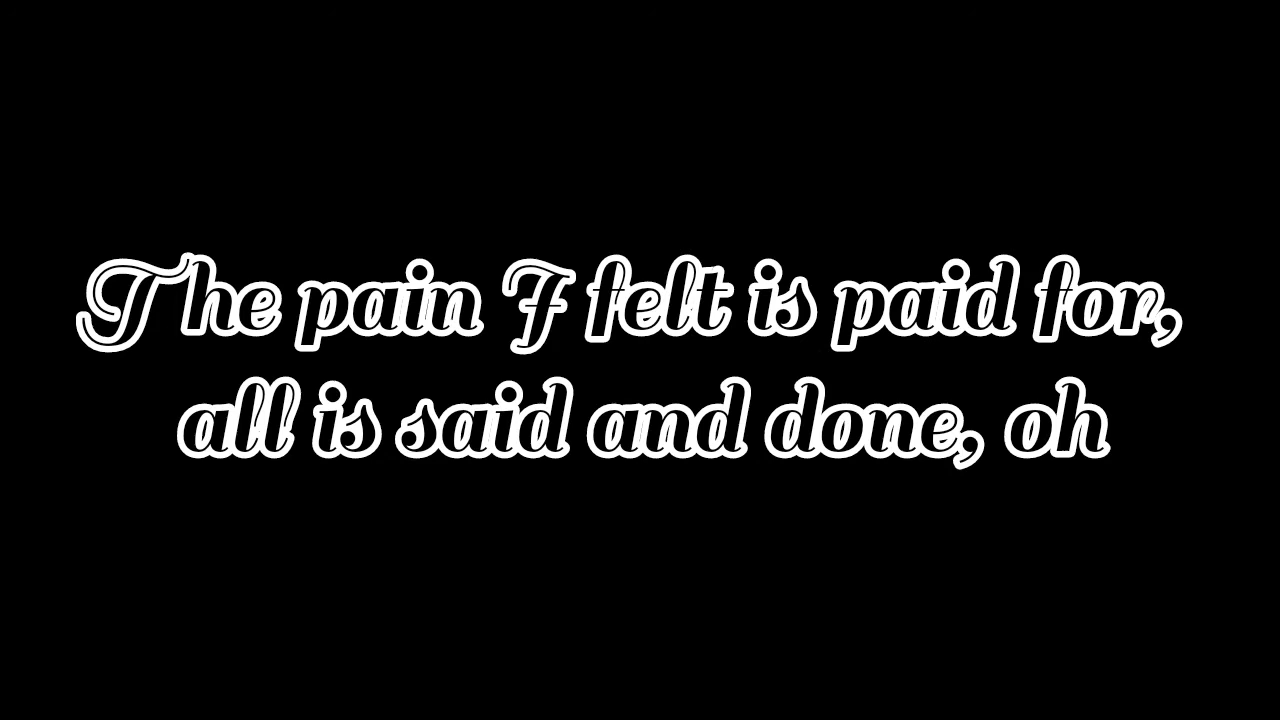 The pain I felt is paid for,
all is said and done, oh